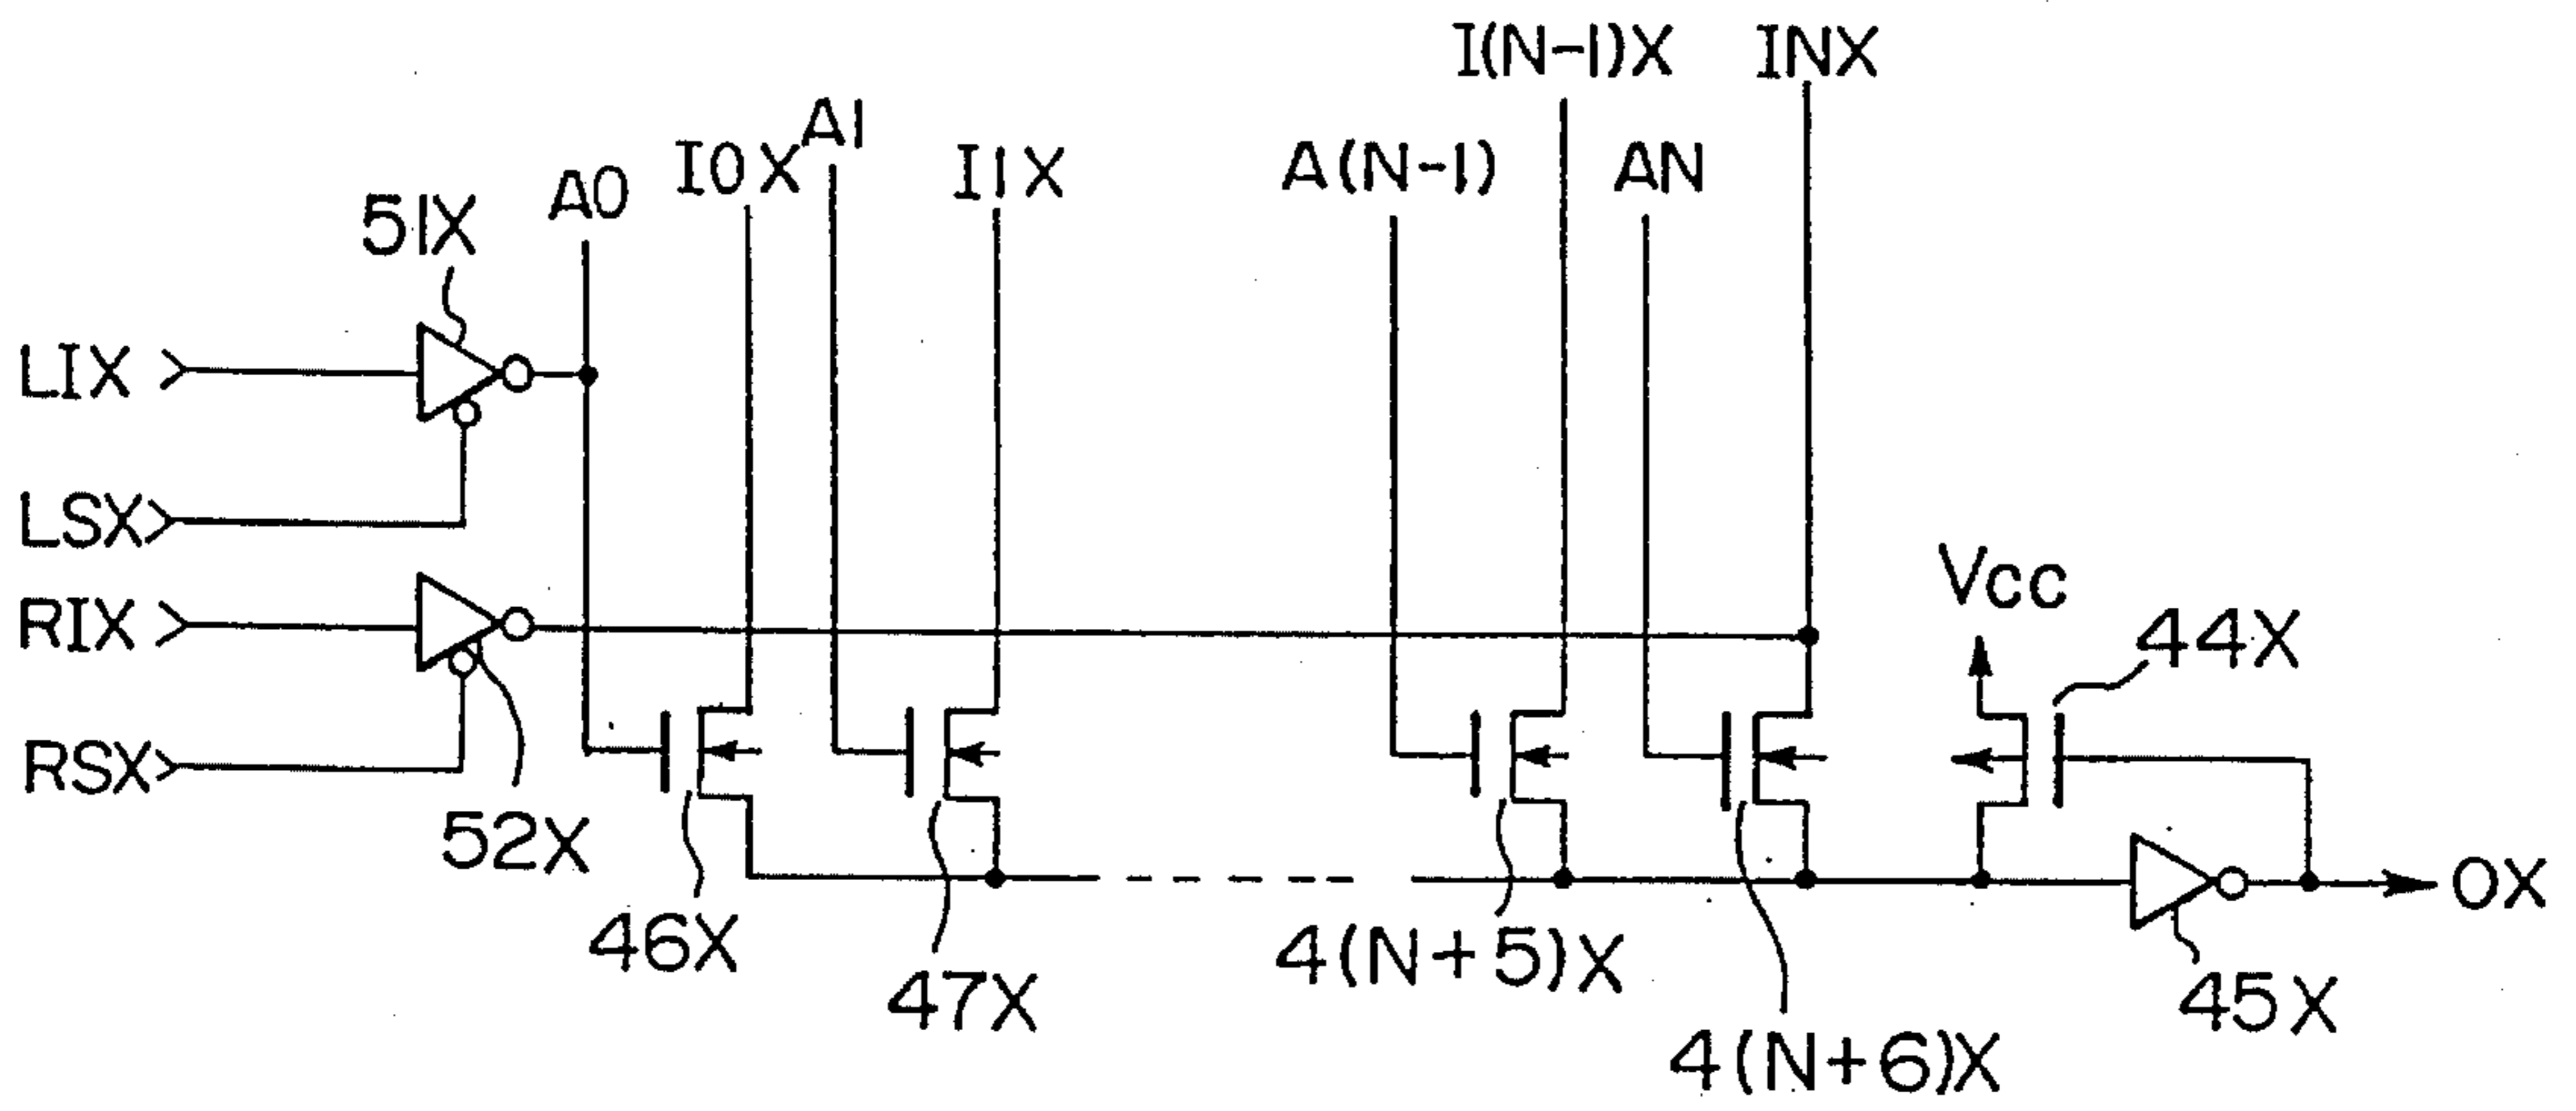 I(N-1)X
INX
A1
I0X
I1X
A(N-1)
AN
A0
51X
LIX
LSX
RIX
RSX
52X
Vcc
44X
OX
46X
47X
4(N+5)X
4(N+6)X
45X